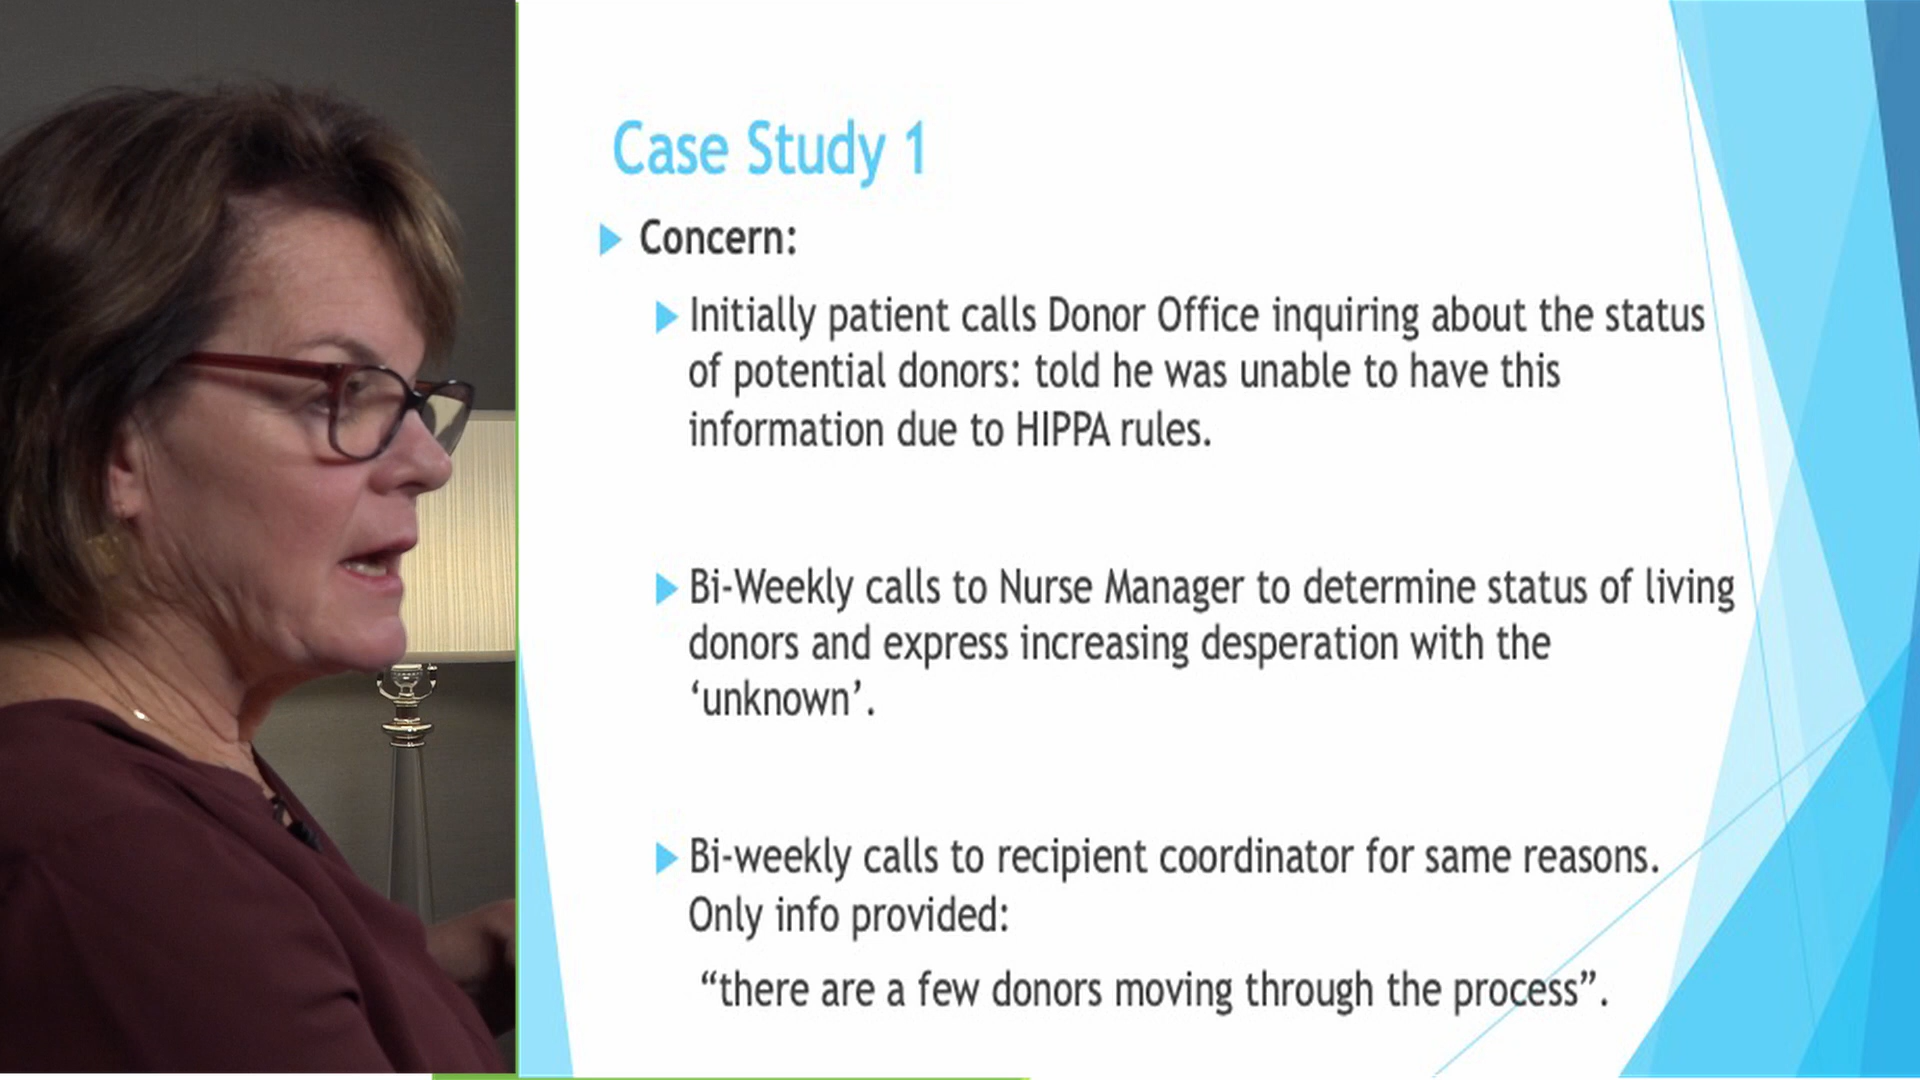 Case Study 1
Concern:
Initially patient calls Donor Office inquiring about the status
of potential donors: told he was unable to have this
information due to HIPPA rules.
Bi-Weekly calls to Nurse Manager to determine status of living
donors and express increasing desperation with the
‘unknown’.
Bi-weekly calls to recipient coordinator for same reasons.
Only info provided:
“there are a few donors moving through the process”.